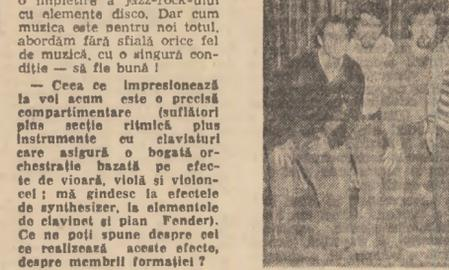 o împletire a jazz-rock-ului
cu elemente disco. Dar cum
muzica este pentru noi totul,
abordăm fără sfială orice fel
de muzică, cu o singură con-
diție — să fie bună !
— Ceea ce impresionează
la voi acum este o precisă
compartimentare (suflători
plus secție ritmică plus
instrumente cu claviaturi
care asigură o bogată or-
chestrație bazată pe efec-
te de vioară, violă și violon-
cel ; mă gîndesc la efectele
de synthesizer, la elementele
de clavinet și pian Fender).
Ce ne poți spune despre cei
ce realizează aceste efecte,
despre membrii formației ?